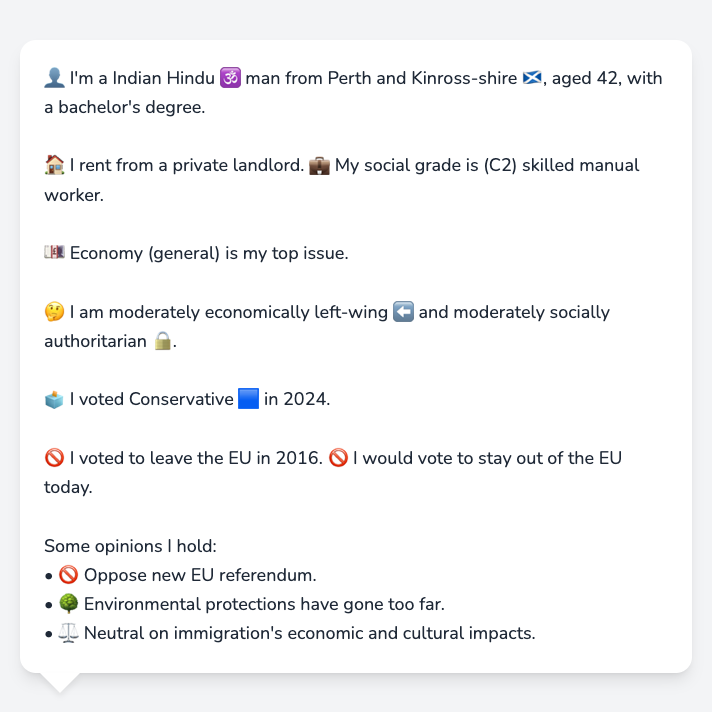 👤 I'm a Indian Hindu 🕉️ man from Perth and Kinross-shire 🏴󠁧󠁢󠁳󠁣󠁴󠁿, aged 42, with
a bachelor's degree.
🏠 I rent from a private landlord. 💼 My social grade is (C2) skilled manual
worker.
💷 Economy (general) is my top issue.
🤔 I am moderately economically left-wing ⬅️ and moderately socially
authoritarian 🔒.
🗳️ I voted Conservative 🟦 in 2024.
🚫 I voted to leave the EU in 2016. 🚫 I would vote to stay out of the EU
today.
Some opinions I hold:
• 🚫 Oppose new EU referendum.
• 🌳 Environmental protections have gone too far.
• ⚖️ Neutral on immigration's economic and cultural impacts.